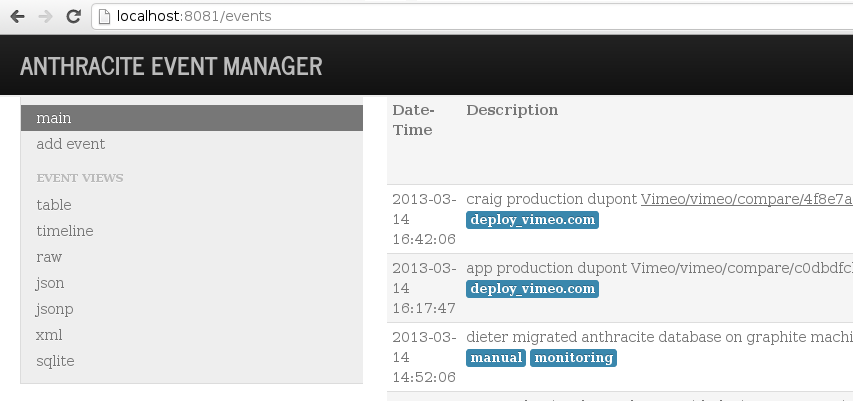 localhost:8081/events
ANTHRACITE EVENT MANAGER
main
add event
EVENT VIEWS
table
timeline
raw
json
jsonp
xml
sqlite
Date-
Time
Description
2013-03-
14
16:42:06
craig production dupont Vimeo/vimeo/compare/4f8e7a
deploy_vimeo.com
2013-03-
14
16:17:47
app production dupont Vimeo/vimeo/compare/c0dbdfc
deploy_vimeo.com
2013-03-
14
14:52:06
dieter migrated anthracite database on graphite machi
manual monitoring